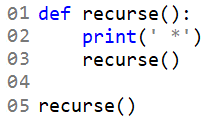 01 def recurse():
02     print(' *')
03     recurse()
04
05 recurse()